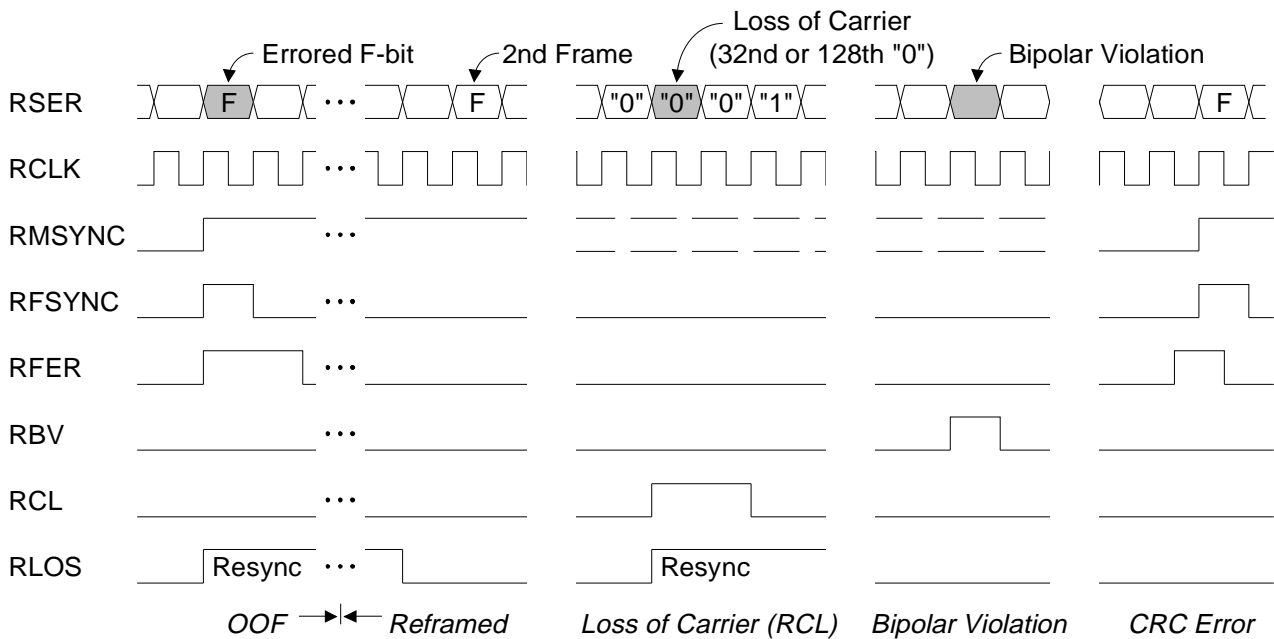 Loss of Carrier
Errored F-bit
2nd Frame
(32nd or 128th "0")
Bipolar Violation
RSER F ••• F "0" "0" "0" "1" F
RCLK •••
RMSYNC •••
RFSYNC •••
RFER •••
RBV •••
RCL •••
RLOS Resync ••• Resync
OOF Reframed Loss of Carrier (RCL) Bipolar Violation CRC Error